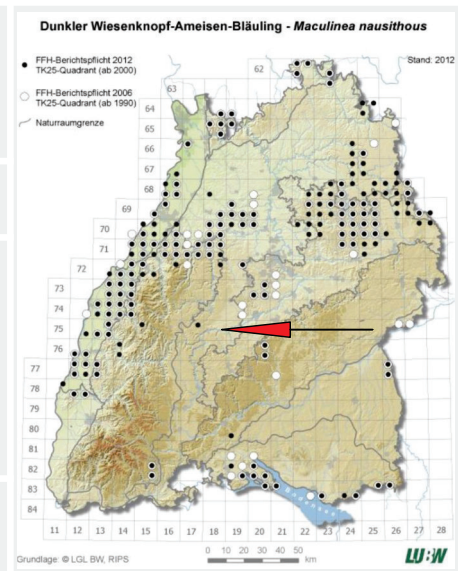 Dunkler Wiesenknopf-Ameisen-Bläuling - Maculinea nausithous
FFH-Berichtspflicht 2012
TK25-Quadrant (ab 2000)
FFH-Berichtspflicht 2006
TK25-Quadrant (ab 1990)
Naturraumgrenze
Stand: 2012
62
63
64
65
66
67
68
69
70
71
72
73
74
75
76
77
78
79
80
81
82
83
84
11 12 13 14 15 16 17 18 19 20 21 22 23 24 25 26 27 28
Grundlage: © LGL BW, RIPS
0 10 20 30 40 50
km
LUBW